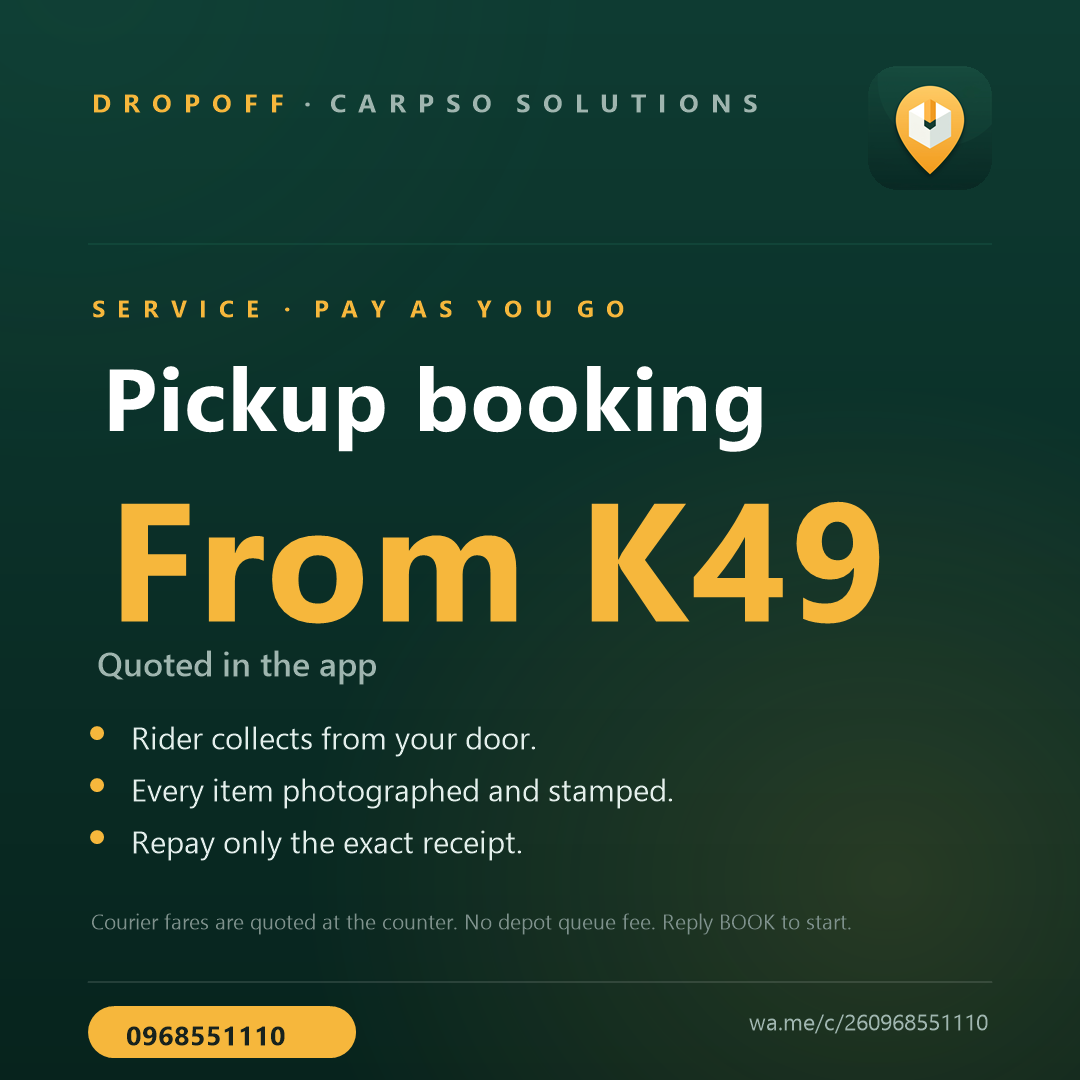 DROPOFF · CARPSO SOLUTIONS
SERVICE · PAY AS YOU GO
Pickup booking
From K49
Quoted in the app
Rider collects from your door.
Every item photographed and stamped.
Repay only the exact receipt.
Courier fares are quoted at the counter. No depot queue fee. Reply BOOK to start.
0968551110
wa.me/c/260968551110